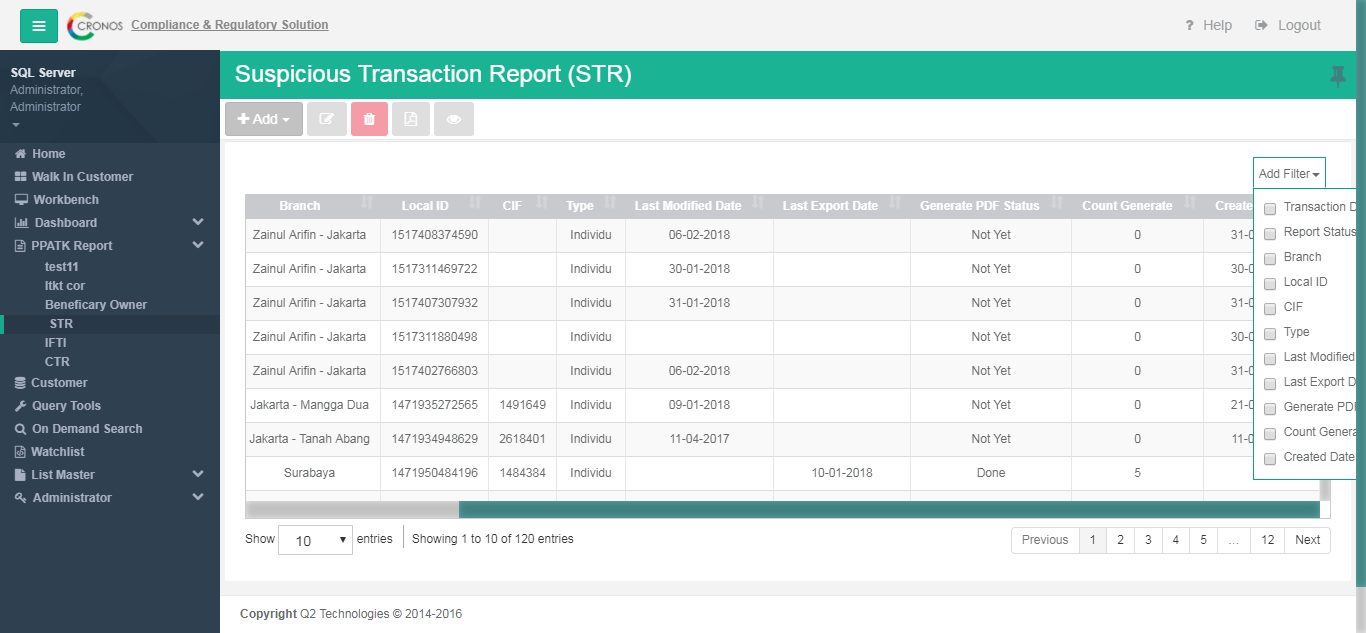 CRONOS Compliance & Regulatory Solution ? Help Logout
SQL Server
Administrator,
Administrator
Home
Walk In Customer
Workbench
Dashboard
PPATK Report
test11
ltkt cor
Beneficary Owner
STR
IFTI
CTR
Customer
Query Tools
On Demand Search
Watchlist
List Master
Administrator
Suspicious Transaction Report (STR)
Add
Add Filter
Transaction D
Report Status
Branch
Local ID
CIF
Type
Last Modified
Last Export D
Generate PDF
Count Genera
Created Date
Branch Local ID CIF Type Last Modified Date Last Export Date Generate PDF Status Count Generate Create
Zainul Arifin - Jakarta 1517408374590 Individu 06-02-2018 Not Yet 0 31-0
Zainul Arifin - Jakarta 1517311469722 Individu 30-01-2018 Not Yet 0 30-0
Zainul Arifin - Jakarta 1517407307932 Individu 31-01-2018 Not Yet 0 31-0
Zainul Arifin - Jakarta 1517311880498 Individu Not Yet 0 30-0
Zainul Arifin - Jakarta 1517402766803 Individu 06-02-2018 Not Yet 0 31-0
Jakarta - Mangga Dua 1471935272565 1491649 Individu 09-01-2018 Not Yet 0 21-0
Jakarta - Tanah Abang 1471934948629 2618401 Individu 11-04-2017 Not Yet 0 11-0
Surabaya 1471950484196 1484384 Individu 10-01-2018 Done 5
Show 10 entries Showing 1 to 10 of 120 entries
Previous 1 2 3 4 5 ... 12 Next
Copyright Q2 Technologies © 2014-2016